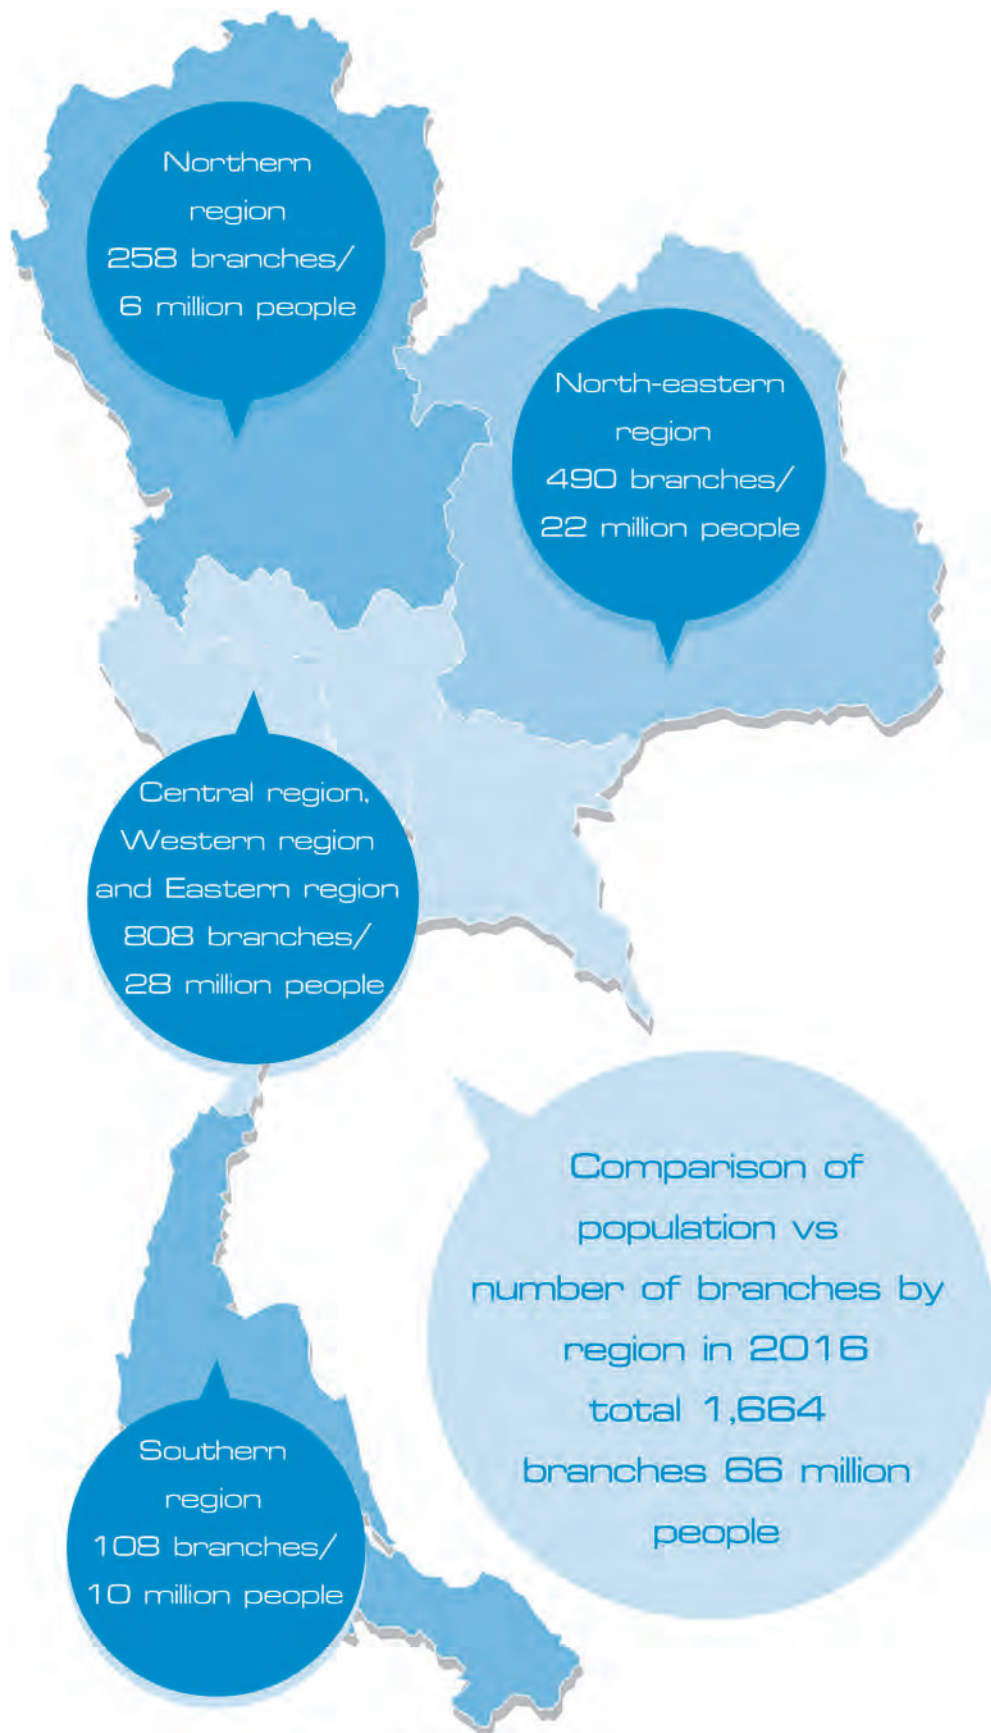 Northern
region
258 branches/
6 million people
North-eastern
region
490 branches/
22 million people
Central region,
Western region
and Eastern region
808 branches/
28 million people
Comparison of
population vs
number of branches by
region in 2016
total 1,664
branches 66 million
people
Southern
region
108 branches/
10 million people